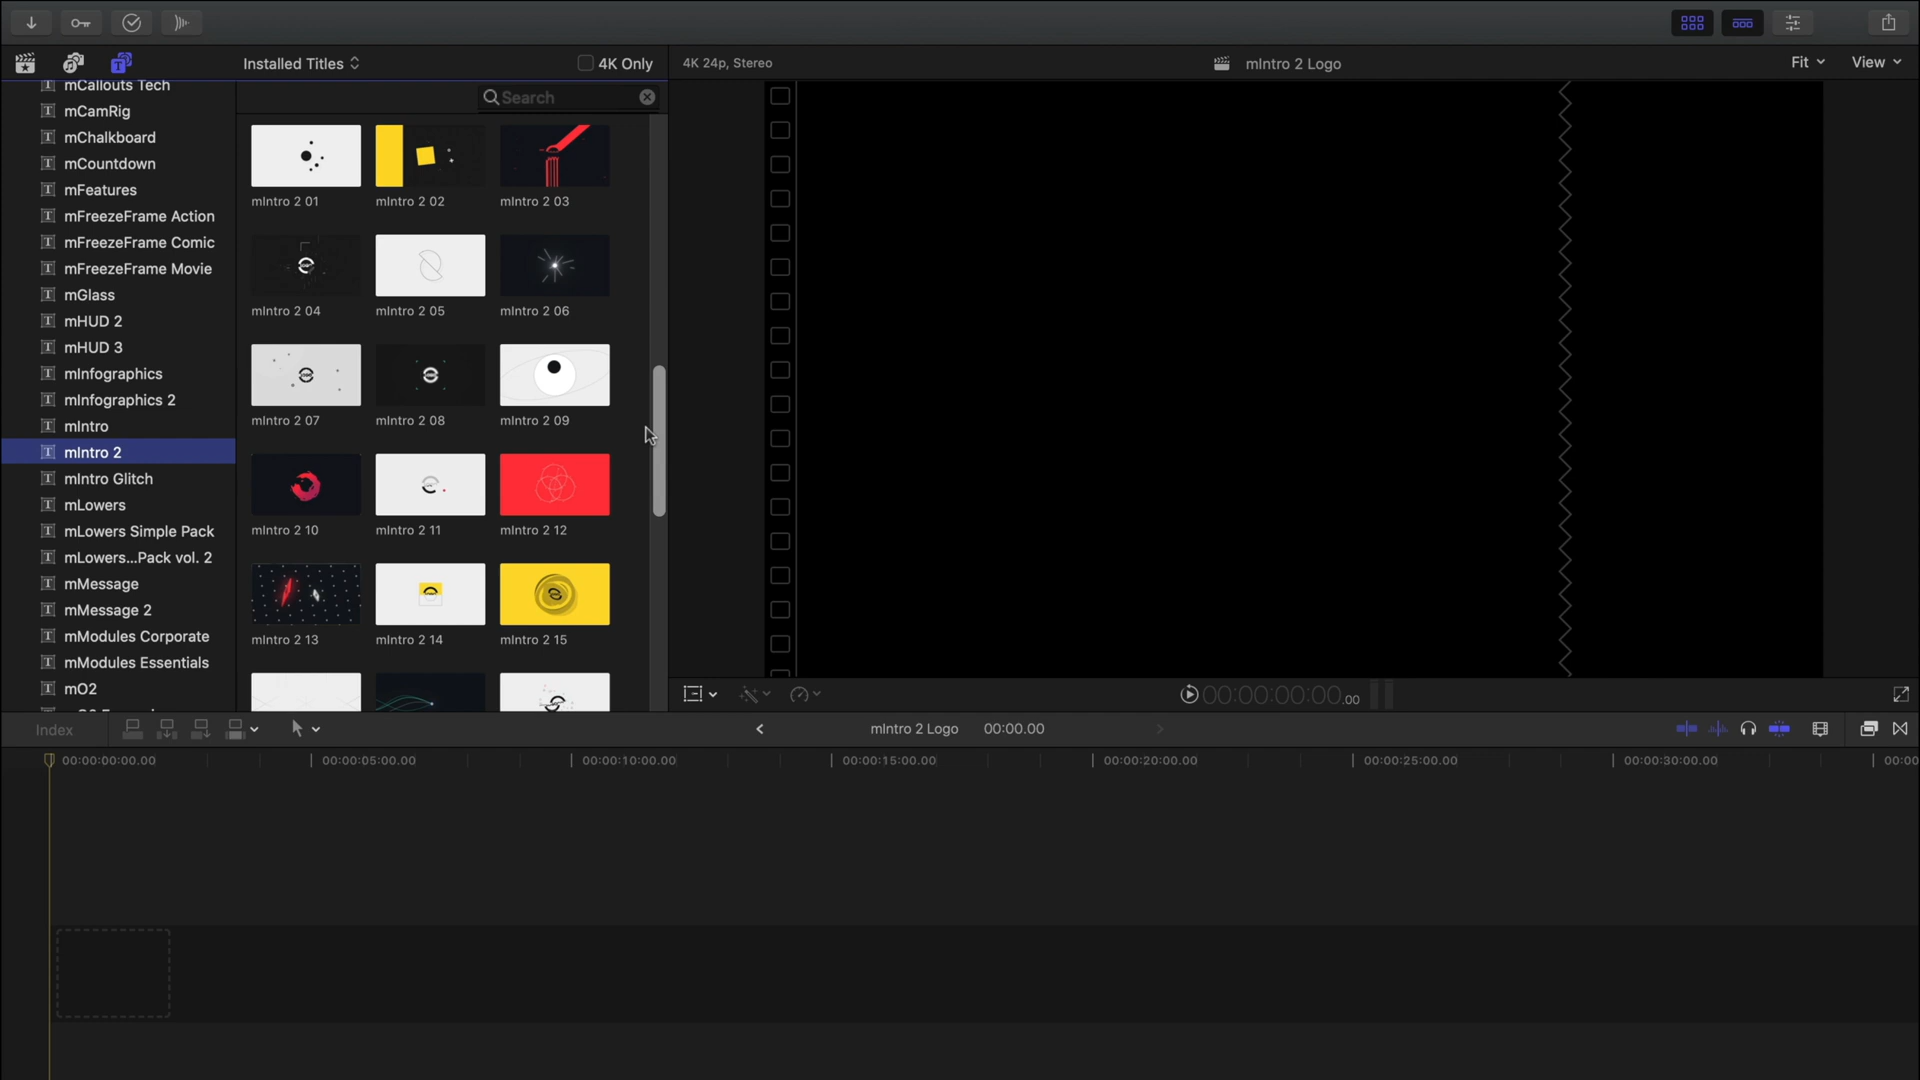 Installed Titles
4K Only
4K 24p, Stereo
mIntro 2 Logo
Fit
View
Search
mCallouts Tech
mCamRig
mChalkboard
mCountdown
mFeatures
mFreezeFrame Action
mFreezeFrame Comic
mFreezeFrame Movie
mGlass
mHUD 2
mHUD 3
mInfographics
mInfographics 2
mIntro
mIntro 2
mIntro Glitch
mLowers
mLowers Simple Pack
mLowers...Pack vol. 2
mMessage
mMessage 2
mModules Corporate
mModules Essentials
mO2
mIntro 2 01
mIntro 2 02
mIntro 2 03
mIntro 2 04
mIntro 2 05
mIntro 2 06
mIntro 2 07
mIntro 2 08
mIntro 2 09
mIntro 2 10
mIntro 2 11
mIntro 2 12
mIntro 2 13
mIntro 2 14
mIntro 2 15
00:00:00:00.00
Index
mIntro 2 Logo
00:00.00
00:00:00:00.00
00:00:05:00.00
00:00:10:00.00
00:00:15:00.00
00:00:20:00.00
00:00:25:00.00
00:00:30:00.00
00:00